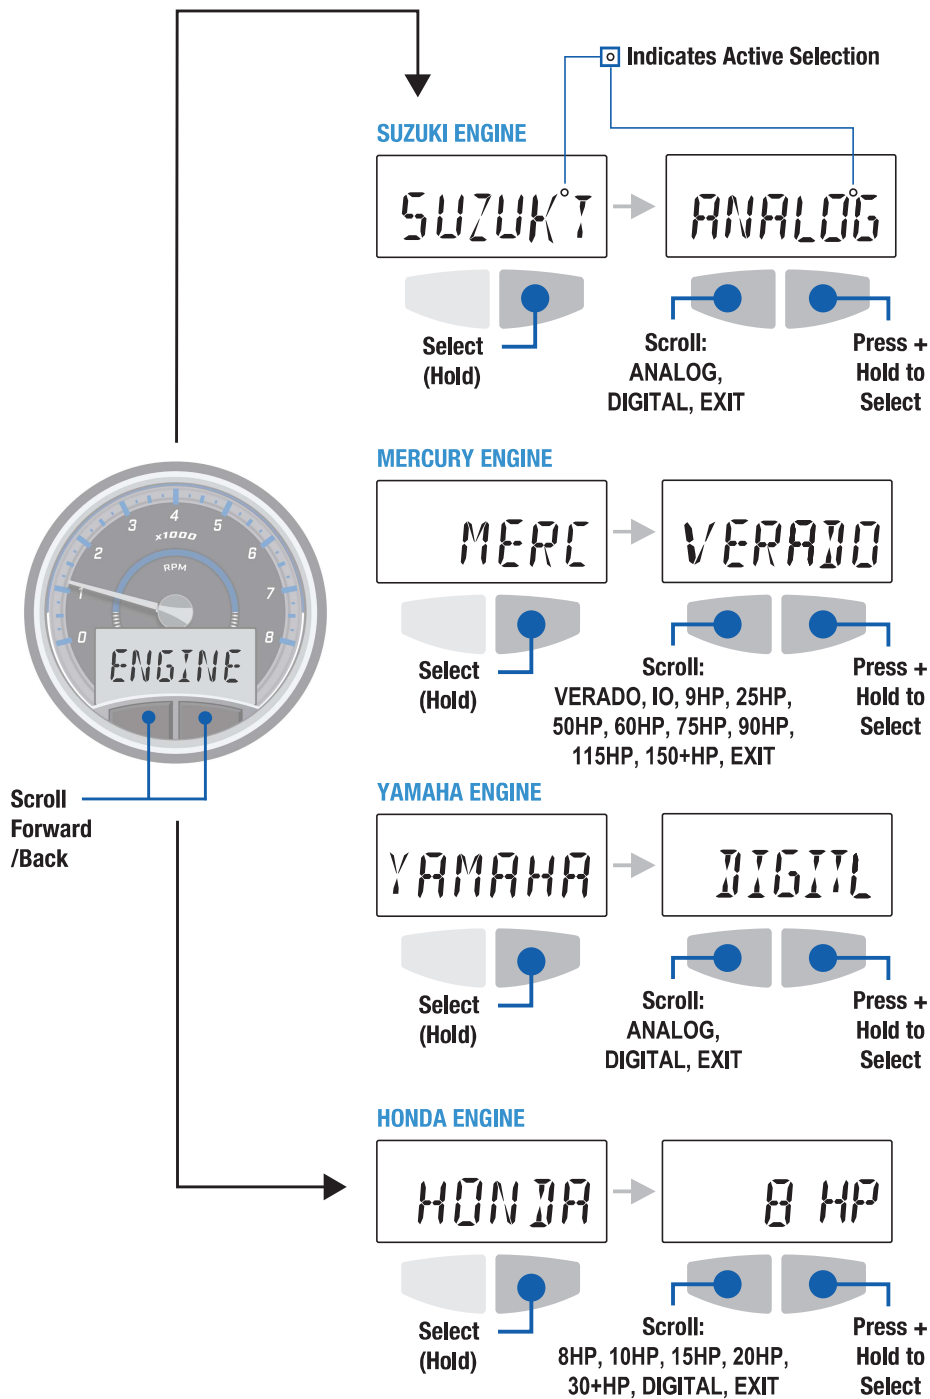 Indicates Active Selection
SUZUKI ENGINE
SUZUKI
ANALOG
Select
(Hold)
Scroll:
ANALOG,
DIGITAL, EXIT
Press +
Hold to
Select
MERCURY ENGINE
MERC
VERADO
Select
(Hold)
Scroll:
VERADO, IO, 9HP, 25HP,
50HP, 60HP, 75HP, 90HP,
115HP, 150+HP, EXIT
Press +
Hold to
Select
0
1
2
3
4
5
6
7
8
x1000
RPM
ENGINE
Scroll
Forward
/Back
YAMAHA ENGINE
YAMAHA
DIGITL
Select
(Hold)
Scroll:
ANALOG,
DIGITAL, EXIT
Press +
Hold to
Select
HONDA ENGINE
HONDA
8 HP
Select
(Hold)
Scroll:
8HP, 10HP, 15HP, 20HP,
30+HP, DIGITAL, EXIT
Press +
Hold to
Select